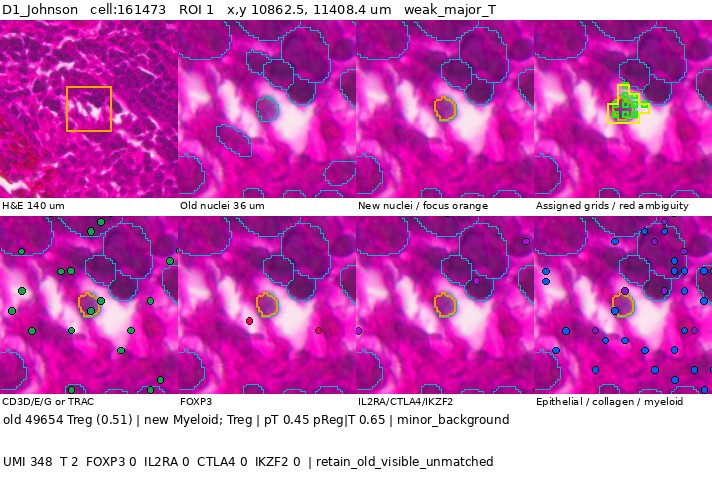 D1_Johnson   cell:161473   ROI 1   x,y 10862.5, 11408.4 um   weak_major_T
H&E 140 um
Old nuclei 36 um
New nuclei / focus orange
Assigned grids / red ambiguity
CD3D/E/G or TRAC
FOXP3
IL2RA/CTLA4/IKZF2
Epithelial / collagen / myeloid
old 49654 Treg (0.51) | new Myeloid; Treg | pT 0.45 pReg|T 0.65 | minor_background
UMI 348  T 2  FOXP3 0  IL2RA 0  CTLA4 0  IKZF2 0  | retain_old_visible_unmatched